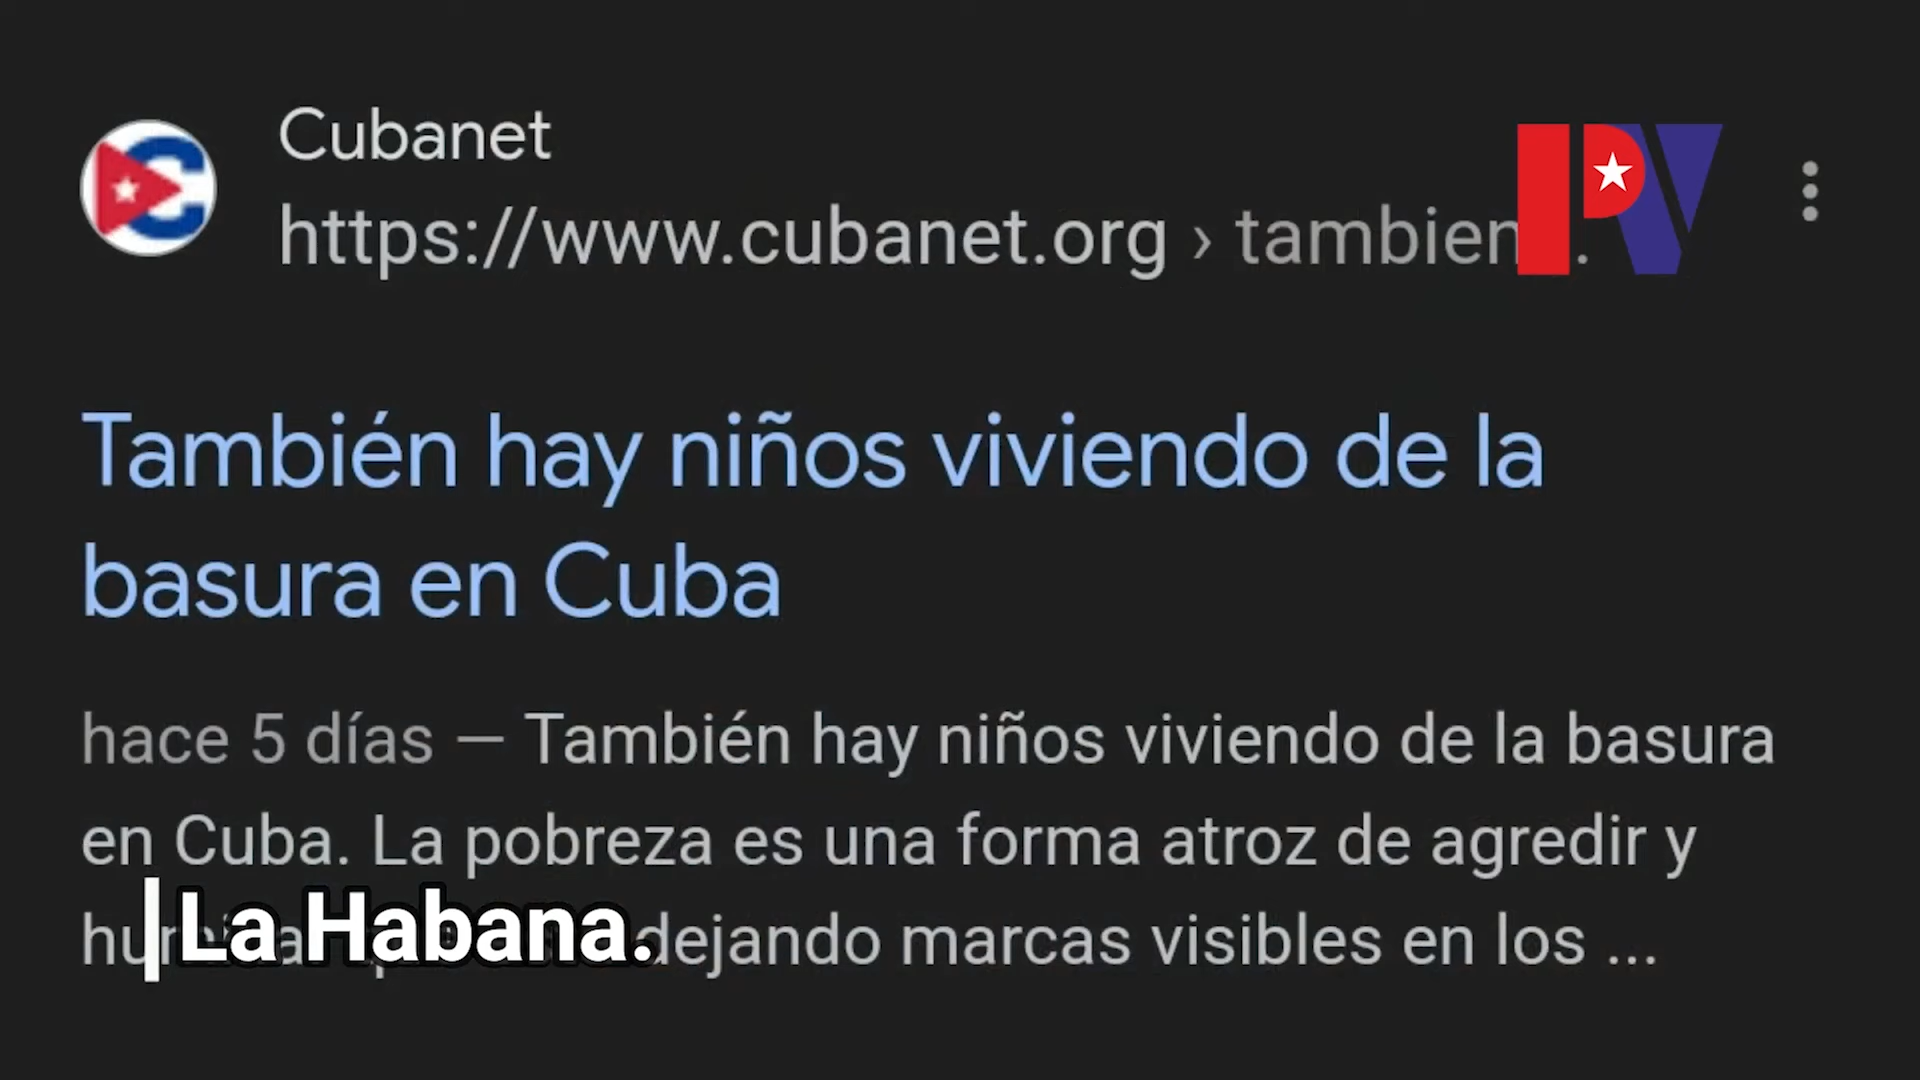 Cubanet
https://www.cubanet.org › tambien
PV
También hay niños viviendo de la
basura en Cuba
hace 5 días — También hay niños viviendo de la basura
en Cuba. La pobreza es una forma atroz de agredir y
dejando marcas visibles en los ...
La Habana.